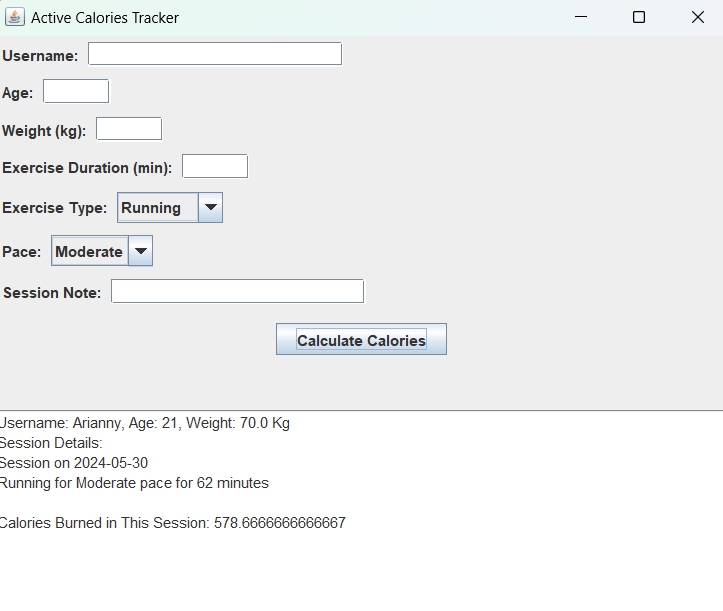 Active Calories Tracker
Username:
Age:
Weight (kg):
Exercise Duration (min):
Exercise Type: Running
Pace: Moderate
Session Note:
Calculate Calories
Username: Arianny, Age: 21, Weight: 70.0 Kg
Session Details:
Session on 2024-05-30
Running for Moderate pace for 62 minutes
Calories Burned in This Session: 578.6666666666667